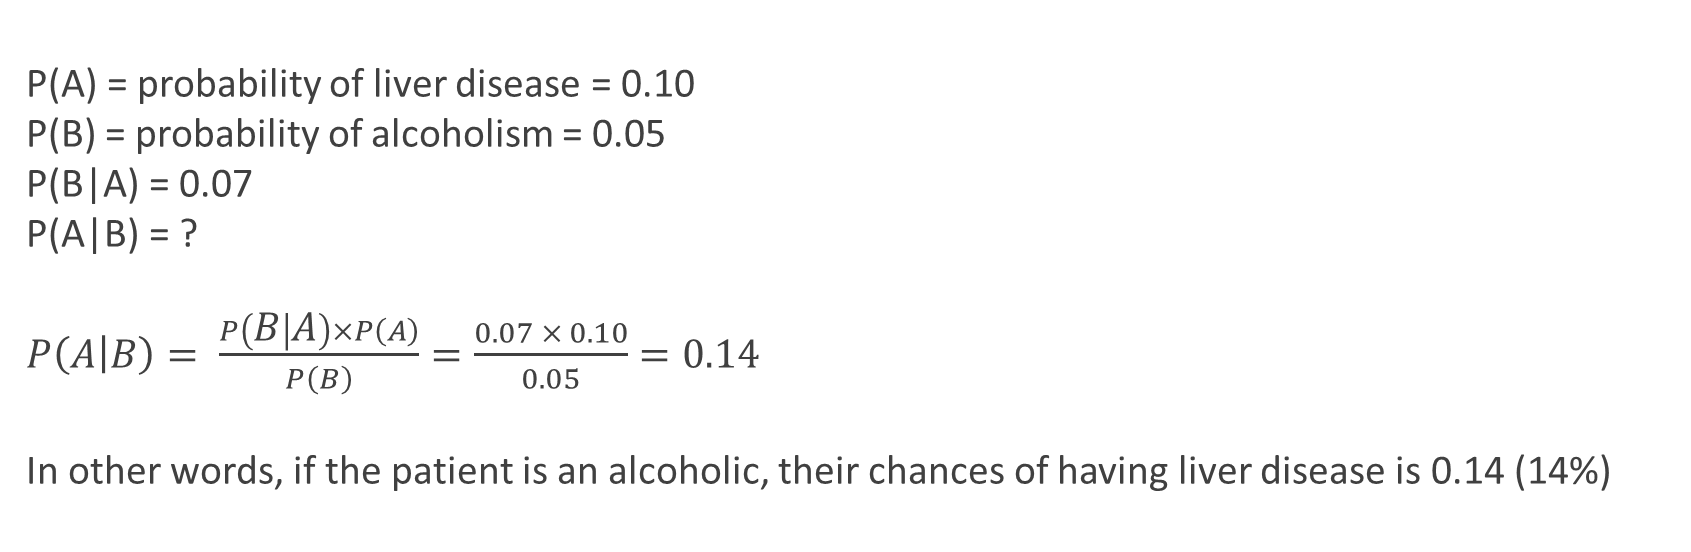 P(A) = probability of liver disease = 0.10
P(B) = probability of alcoholism = 0.05
P(B|A) = 0.07
P(A|B) = ?
P(A|B) = P(B|A)×P(A) / P(B) = 0.07 × 0.10 / 0.05 = 0.14
In other words, if the patient is an alcoholic, their chances of having liver disease is 0.14 (14%)